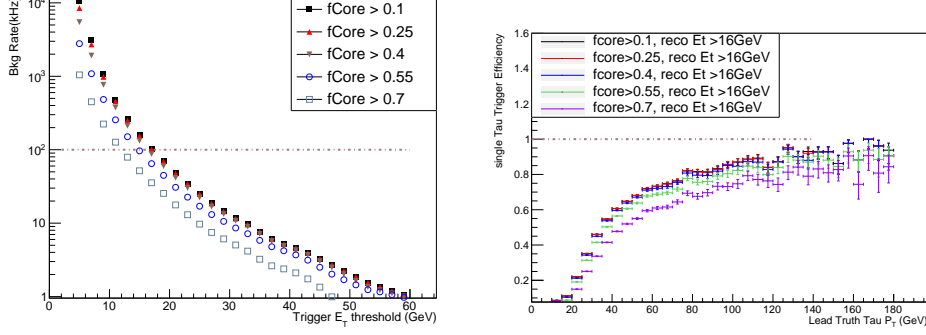 Bkg Rate(kHz)
10⁴
10³
10²
10
1
fCore > 0.1
fCore > 0.25
fCore > 0.4
fCore > 0.55
fCore > 0.7
0 10 20 30 40 50 60
Trigger E_T threshold (GeV)
single Tau Trigger Efficiency
1.6
1.4
1.2
1
0.8
0.6
0.4
0.2
fcore>0.1, reco Et >16GeV
fcore>0.25, reco Et >16GeV
fcore>0.4, reco Et >16GeV
fcore>0.55, reco Et >16GeV
fcore>0.7, reco Et >16GeV
0 20 40 60 80 100 120 140 160 180 200
Lead Truth Tau P_T (GeV)